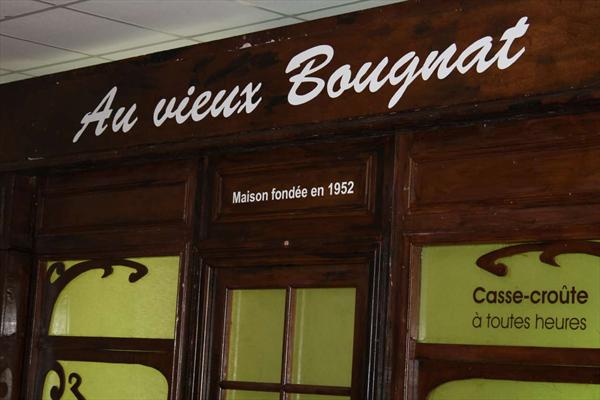 Au vieux Bougnat
Maison fondée en 1952
Casse-croûte
à toutes heures